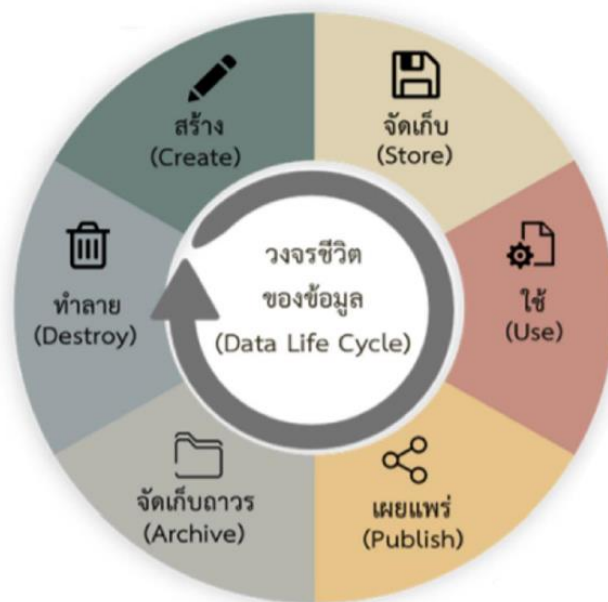 สร้าง
(Create)
จัดเก็บ
(Store)
ใช้
(Use)
เผยแพร่
(Publish)
จัดเก็บถาวร
(Archive)
ทำลาย
(Destroy)
วงจรชีวิต
ของข้อมูล
(Data Life Cycle)